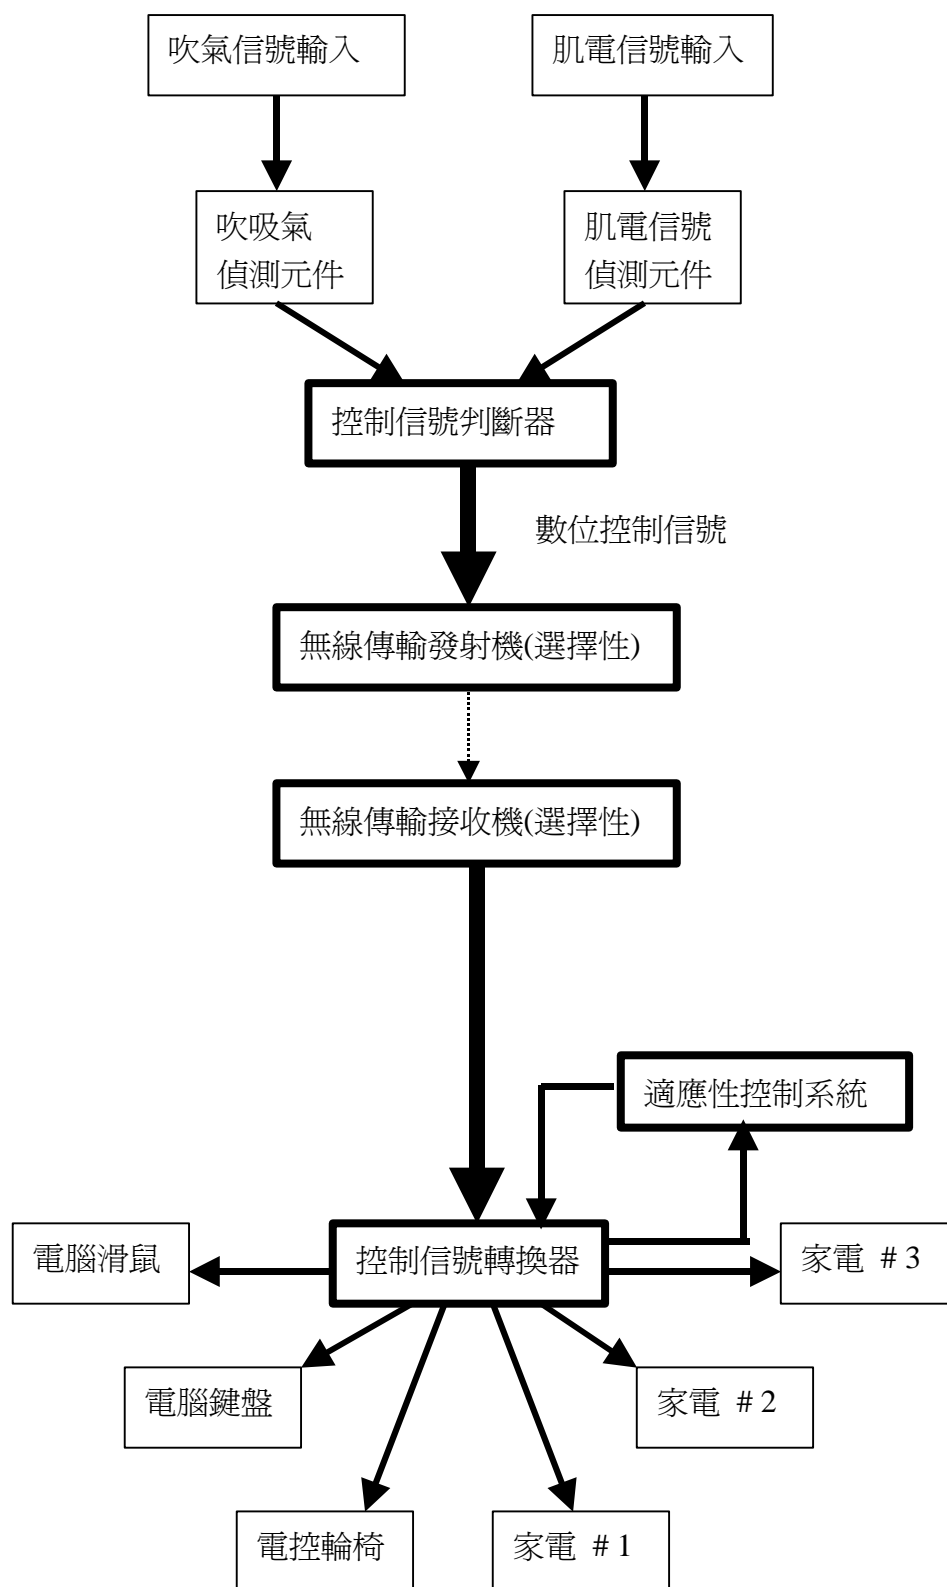 吹氣信號輸入
肌電信號輸入
吹吸氣
偵測元件
肌電信號
偵測元件
控制信號判斷器
數位控制信號
無線傳輸發射機(選擇性)
無線傳輸接收機(選擇性)
適應性控制系統
電腦滑鼠
控制信號轉換器
家電 #3
電腦鍵盤
家電 #2
電控輪椅
家電 #1